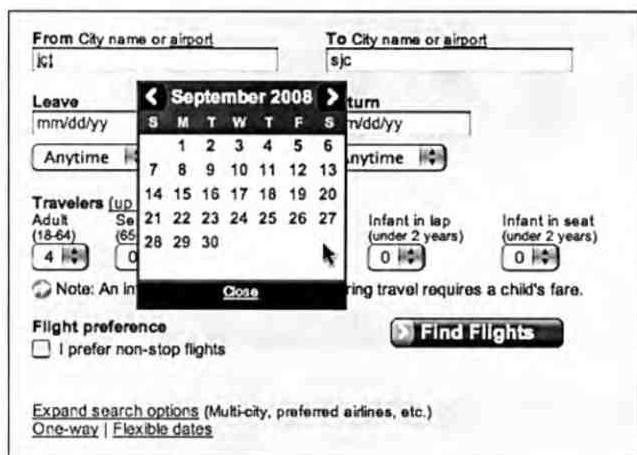 From City name or airport
To City name or airport
sjc
Leave
turn
mm/dd/yy
m/dd/yy
Anytime
nytime
September 2008
S M T W T F S
1 2 3 4 5 6
7 8 9 10 11 12 13
14 15 16 17 18 19 20
21 22 23 24 25 26 27
28 29 30
Close
Travelers (up
Adult
(18-64)
4
Se
(65-
0
Infant in lap
(under 2 years)
0
Infant in seat
(under 2 years)
0
Note: An in
ring travel requires a child's fare.
Flight preference
I prefer non-stop flights
Find Flights
Expand search options (Multi-city, preferred airlines, etc.)
One-way | Flexible dates